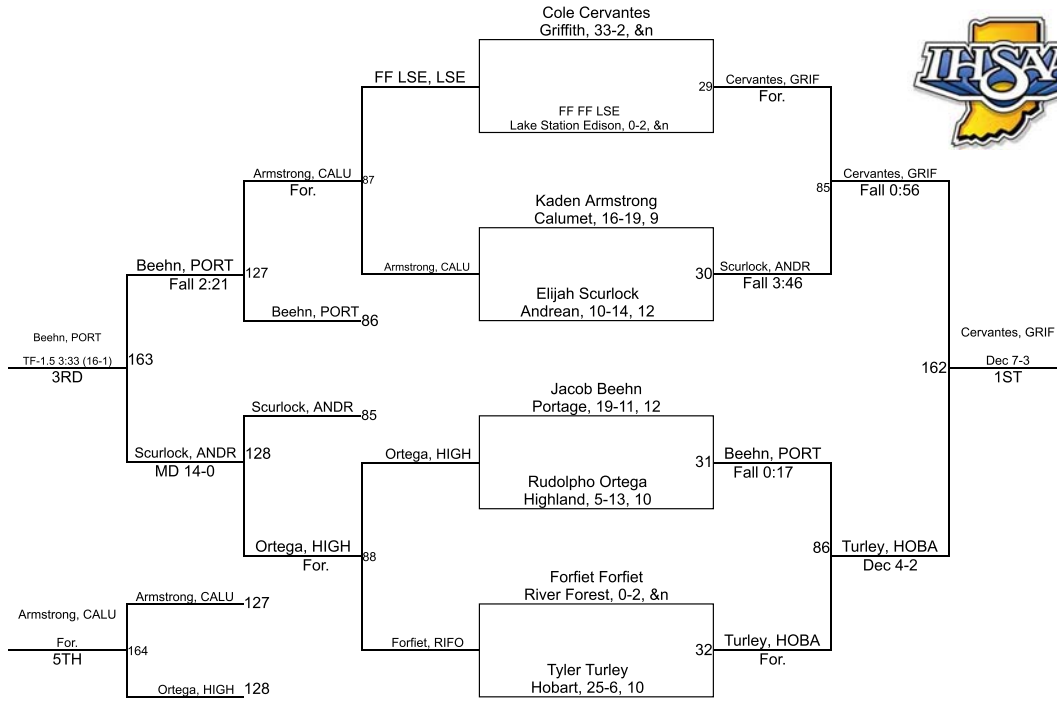 Cole Cervantes
Griffith, 33-2, &n
IHSAA
FF LSE, LSE
29
Cervantes, GRIF
For.
FF FF LSE
Lake Station Edison, 0-2, &n
Armstrong, CALU
For.
87
85
Cervantes, GRIF
Fall 0:56
Kaden Armstrong
Calumet, 16-19, 9
Beehn, PORT
Fall 2:21
127
Armstrong, CALU
30
Scurlock, ANDR
Fall 3:46
Elijah Scurlock
Andrean, 10-14, 12
Beehn, PORT
86
Beehn, PORT
TF-1.5 3:33 (16-1)
3RD
163
162
Cervantes, GRIF
Dec 7-3
1ST
Jacob Beehn
Portage, 19-11, 12
Scurlock, ANDR
85
Scurlock, ANDR
MD 14-0
128
Ortega, HIGH
31
Beehn, PORT
Fall 0:17
Rudolpho Ortega
Highland, 5-13, 10
Ortega, HIGH
For.
88
86
Turley, HOBA
Dec 4-2
Forfiet Forfiet
River Forest, 0-2, &n
Armstrong, CALU
127
Armstrong, CALU
For.
5TH
164
Forfiet, RIFO
32
Turley, HOBA
For.
Tyler Turley
Hobart, 25-6, 10
Ortega, HIGH
128